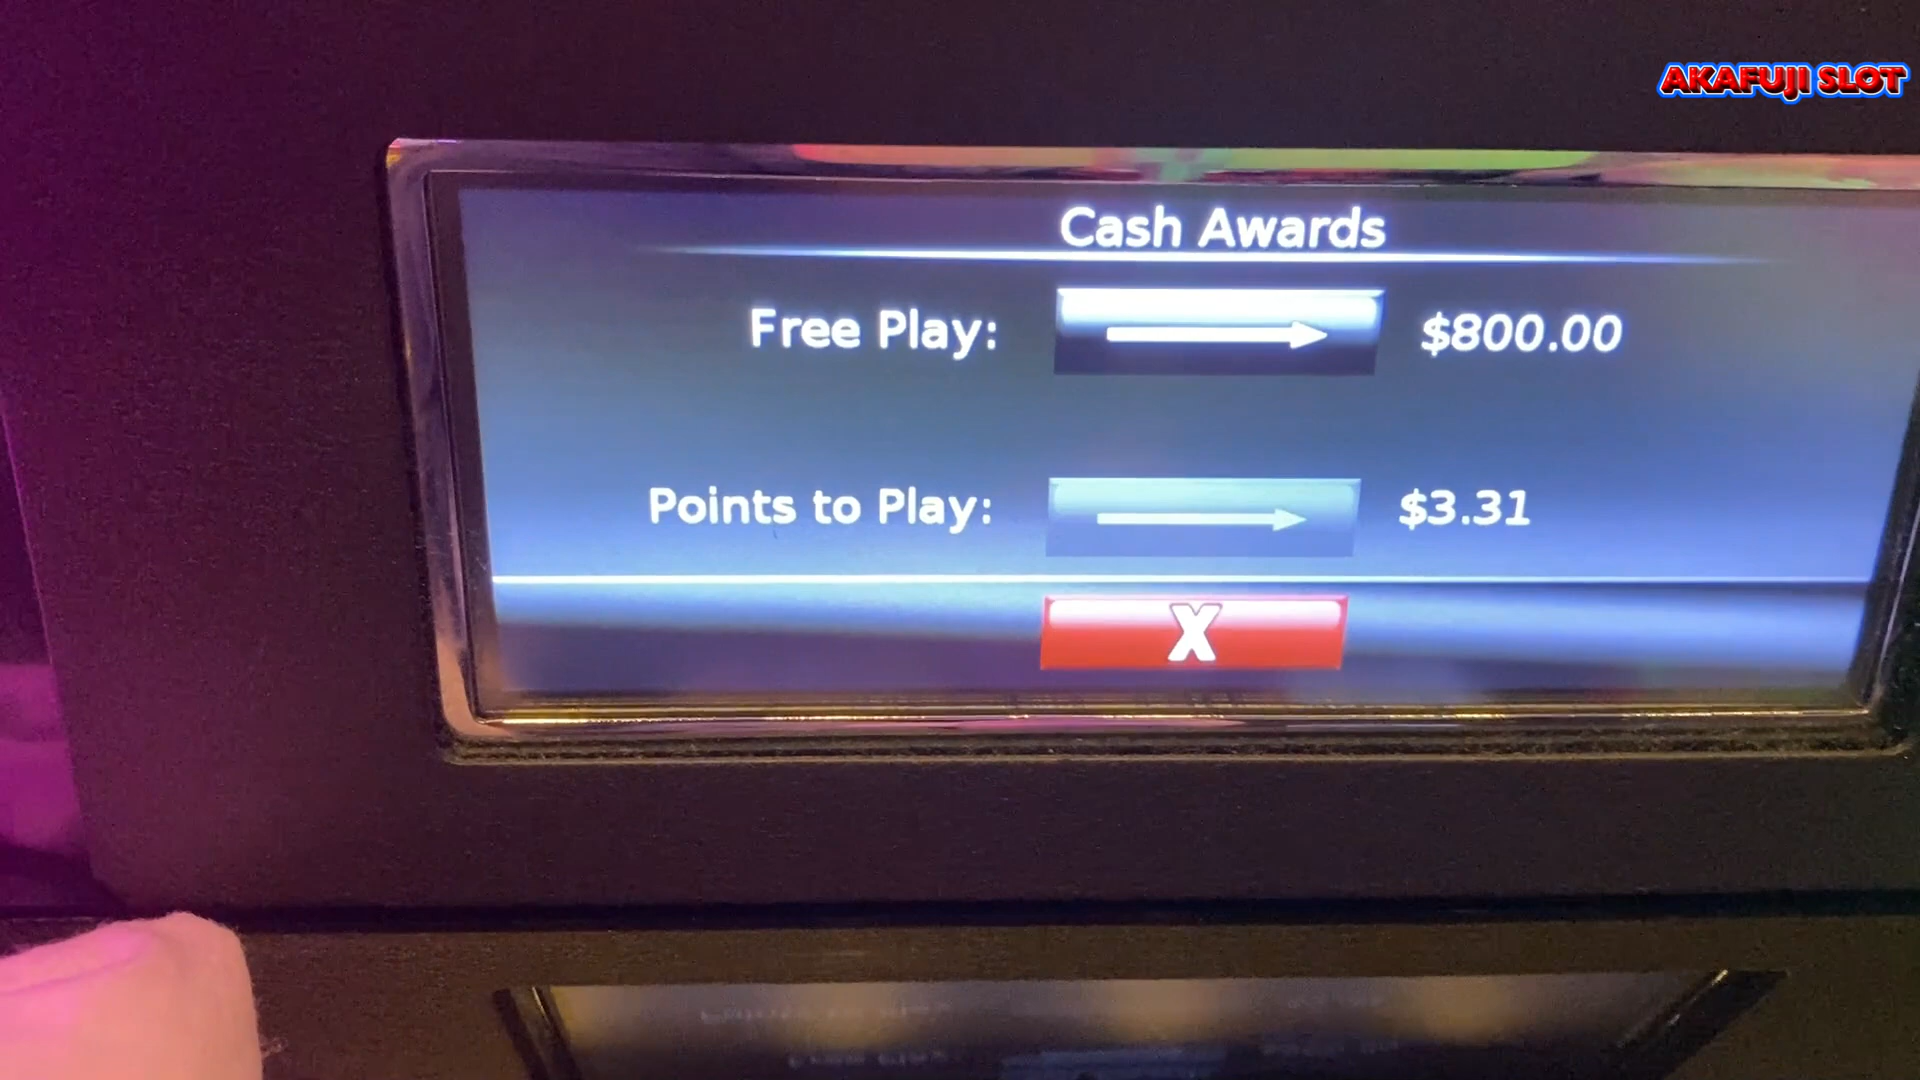 AKAFUJI SLOT
Cash Awards
Free Play: $800.00
Points to Play: $3.31
X